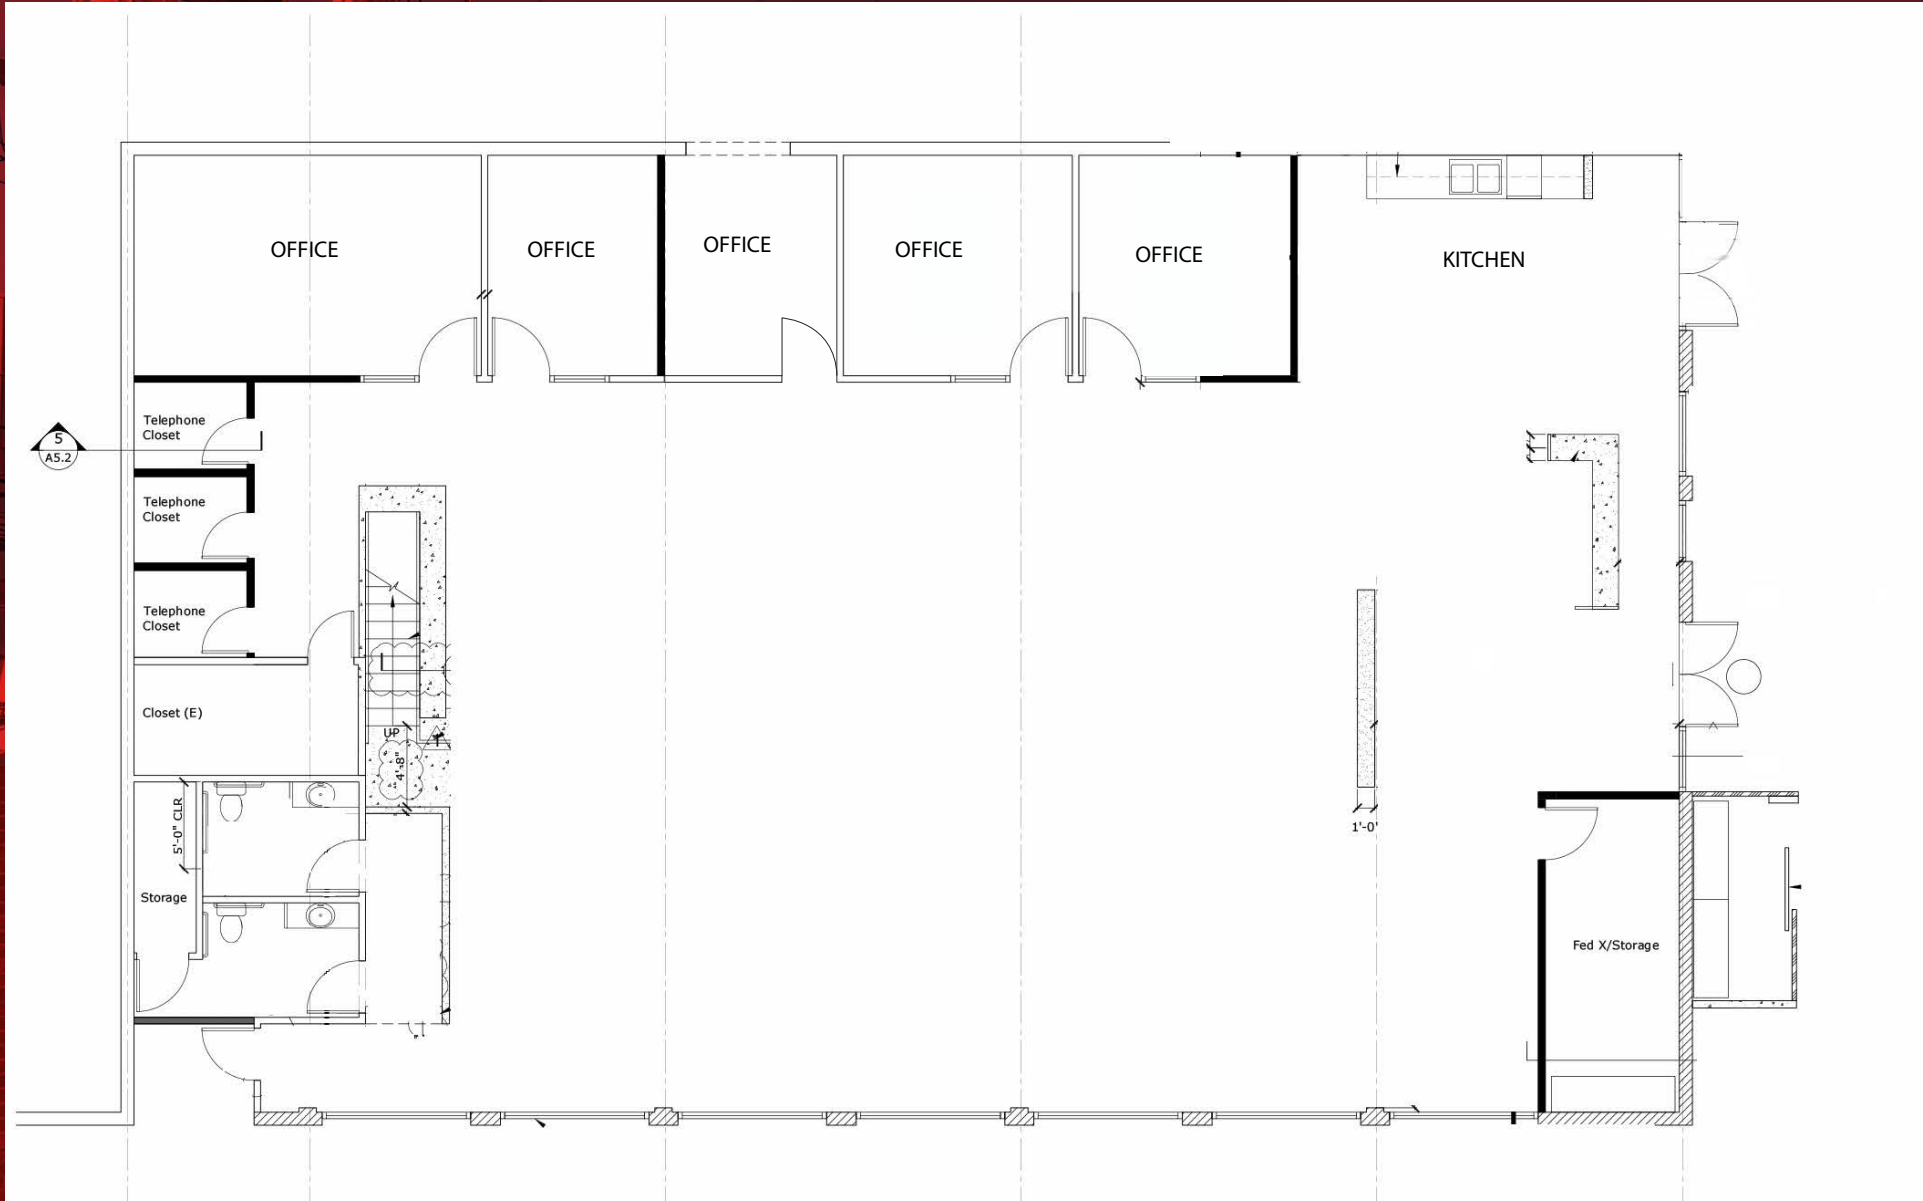 OFFICE
OFFICE
OFFICE
OFFICE
OFFICE
KITCHEN
Telephone
Closet
5
A5.2
Telephone
Closet
Telephone
Closet
Closet (E)
UP
4'-8"
5'-0" CLR
1'-0"
Storage
Fed X/Storage